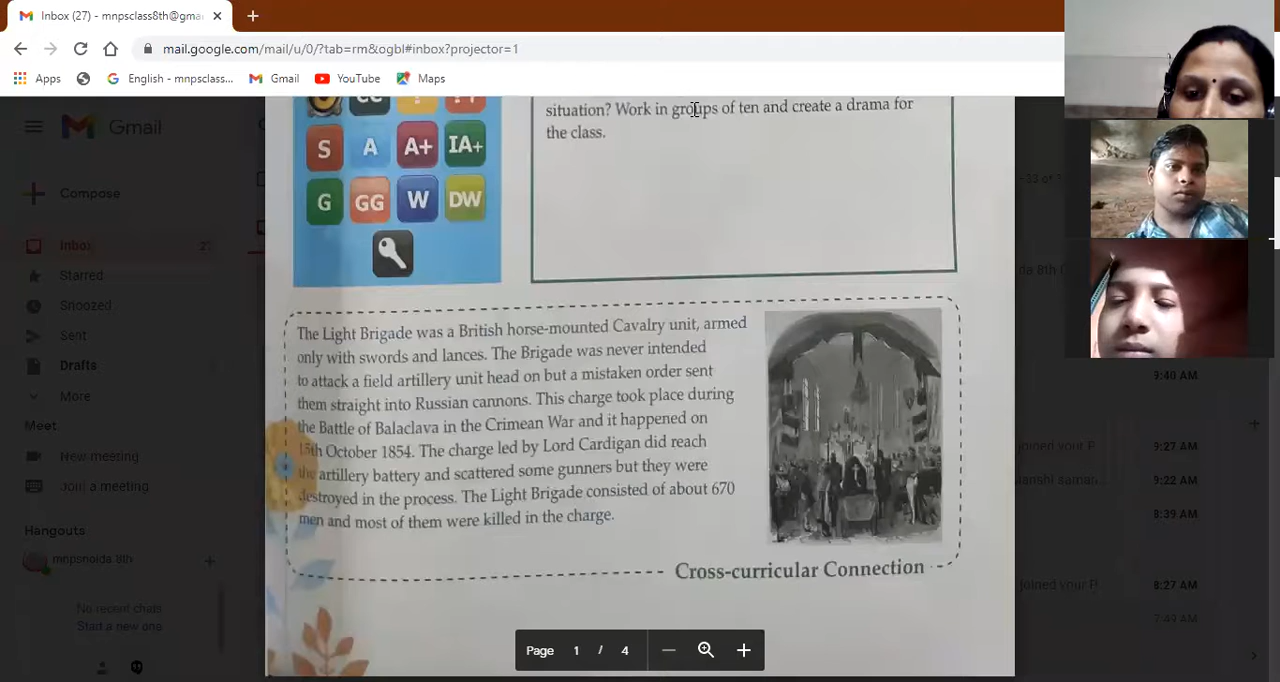 Inbox (27) - mnpsclass8th@gma
mail.google.com/mail/u/0/?tab=rm&ogbl#inbox?projector=1
Apps
English - mnpsclass...
Gmail
YouTube
Maps
Gmail
Compose
Inbox
Starred
Snoozed
Sent
Drafts
More
Meet
New meeting
Join a meeting
Hangouts
mnpsnoida 8th
No recent chats
Start a new one
S A A+ IA+
G GG W DW
situation? Work in groups of ten and create a drama for
the class.
The Light Brigade was a British horse-mounted Cavalry unit, armed
only with swords and lances. The Brigade was never intended
to attack a field artillery unit head on but a mistaken order sent
them straight into Russian cannons. This charge took place during
the Battle of Balaclava in the Crimean War and it happened on
October 1854. The charge led by Lord Cardigan did reach
the artillery battery and scattered some gunners but they were
destroyed in the process. The Light Brigade consisted of about 670
men and most of them were killed in the charge.
Cross-curricular Connection
Page 1 / 4
9:40 AM
9:27 AM
9:22 AM
8:39 AM
8:27 AM
7:49 AM